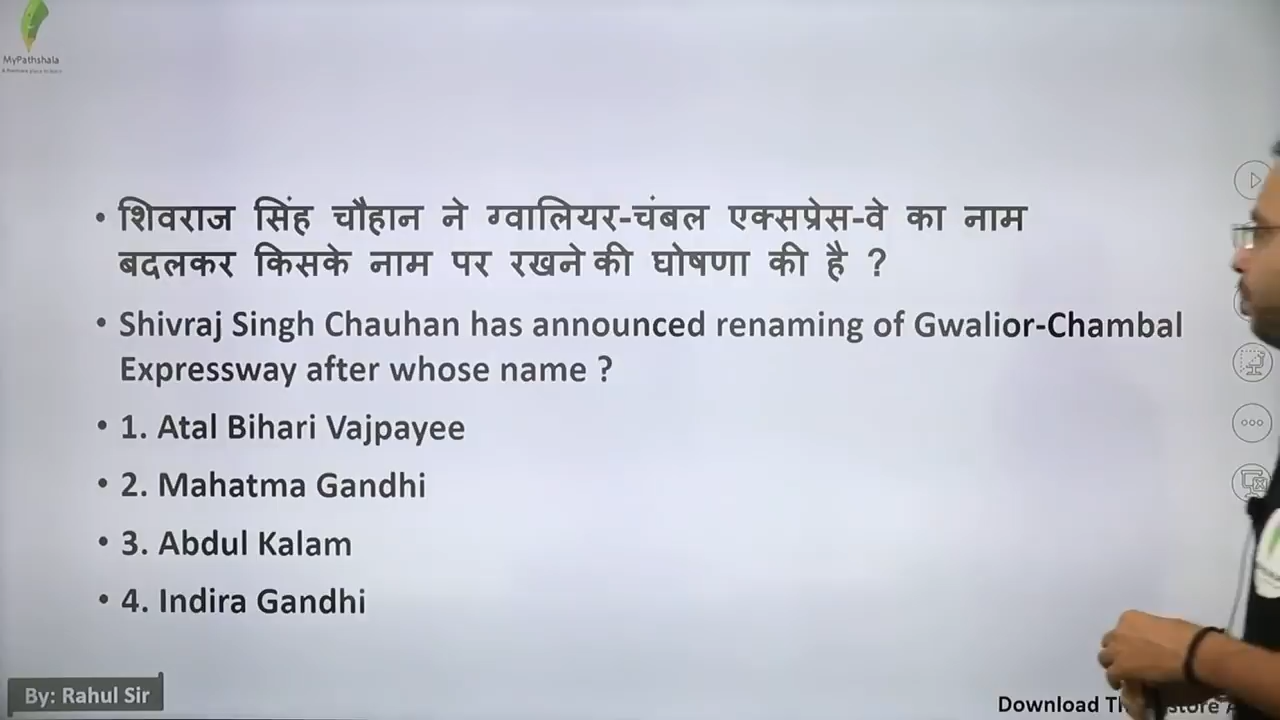 MyPathshala
• शिवराज सिंह चौहान ने ग्वालियर-चंबल एक्सप्रेस-वे का नाम
बदलकर किसके नाम पर रखने की घोषणा की है ?
• Shivraj Singh Chauhan has announced renaming of Gwalior-Chambal
Expressway after whose name ?
• 1. Atal Bihari Vajpayee
• 2. Mahatma Gandhi
• 3. Abdul Kalam
• 4. Indira Gandhi
By: Rahul Sir
Download